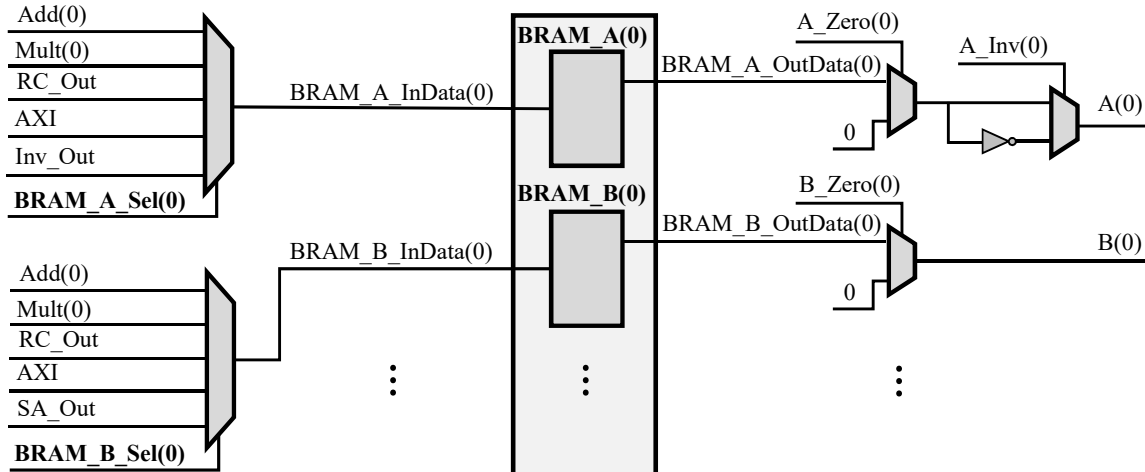 Add(0)
Mult(0)
RC_Out
AXI
Inv_Out
BRAM_A_Sel(0)
BRAM_A_InData(0)
BRAM_A(0)
BRAM_A_OutData(0)
A_Zero(0)
0
A_Inv(0)
A(0)
Add(0)
Mult(0)
RC_Out
AXI
SA_Out
BRAM_B_Sel(0)
BRAM_B_InData(0)
BRAM_B(0)
BRAM_B_OutData(0)
B_Zero(0)
0
B(0)